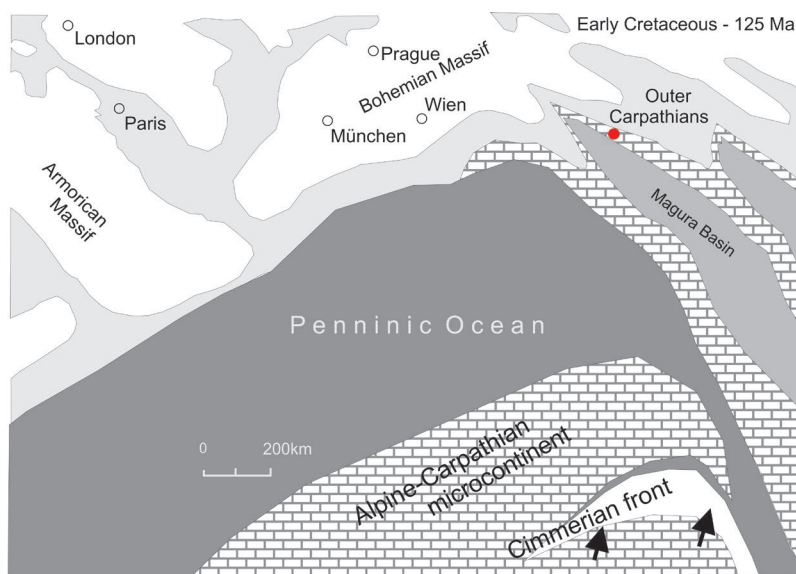 Early Cretaceous - 125 Ma
London
Prague
Bohemian Massif
Outer
Carpathians
Paris
Wien
München
Armorican
Massif
Magura Basin
Penninic Ocean
0 200km
Alpine-Carpathian
microcontinent
Cimmerian front